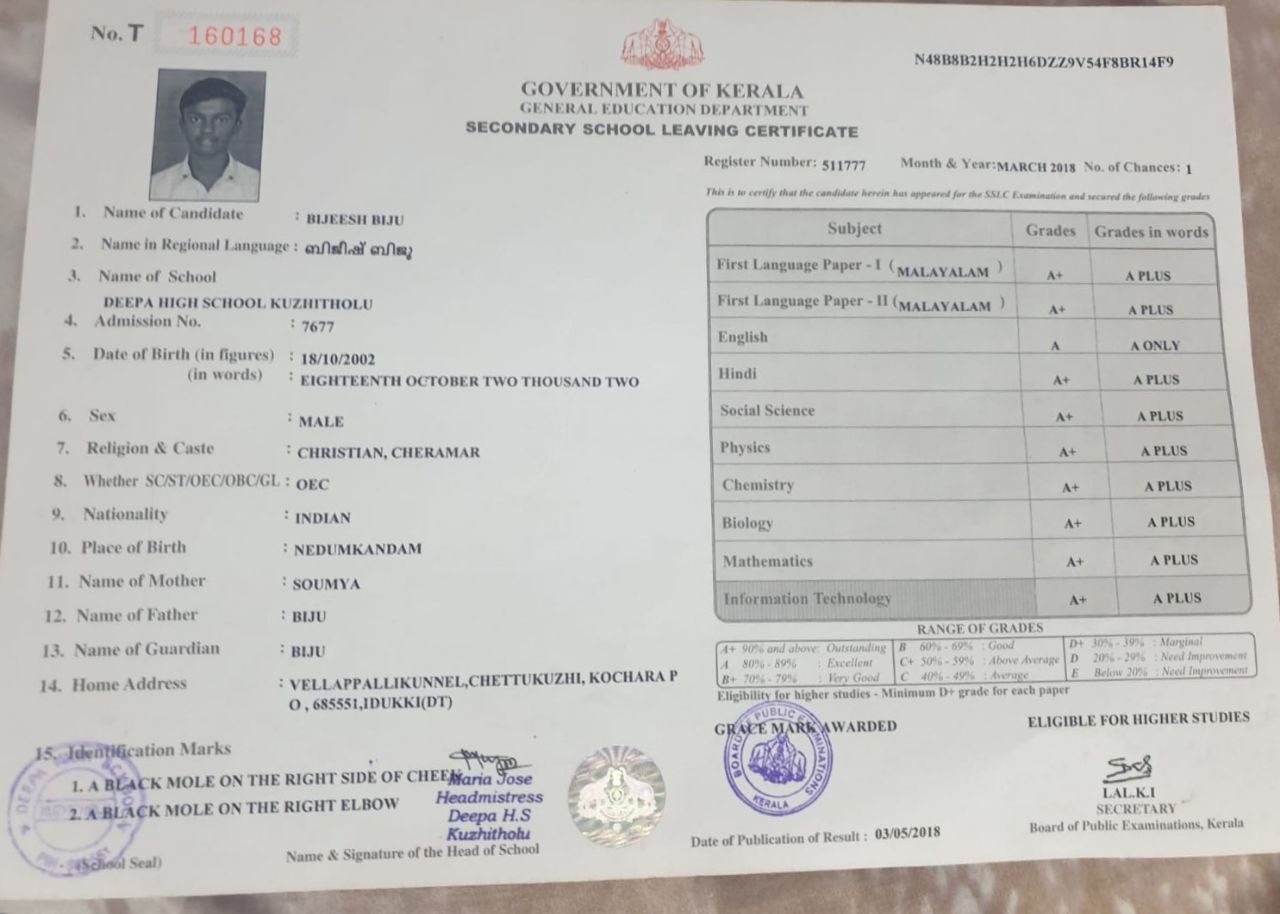 No. T 160168
N48B8B2H2H2H6DZZ9V54F8BR14F9
GOVERNMENT OF KERALA
GENERAL EDUCATION DEPARTMENT
SECONDARY SCHOOL LEAVING CERTIFICATE
1. Name of Candidate : BIJEESH BIJU
2. Name in Regional Language : ബിജീഷ് ബിജു
3. Name of School
DEEPA HIGH SCHOOL KUZHITHOLU
4. Admission No. : 7677
5. Date of Birth (in figures) : 18/10/2002
(in words) : EIGHTEENTH OCTOBER TWO THOUSAND TWO
6. Sex : MALE
7. Religion & Caste : CHRISTIAN, CHERAMAR
8. Whether SC/ST/OEC/OBC/GL : OEC
9. Nationality : INDIAN
10. Place of Birth : NEDUMKANDAM
11. Name of Mother : SOUMYA
12. Name of Father : BIJU
13. Name of Guardian : BIJU
14. Home Address : VELLAPPALLIKUNNEL,CHETTUKUZHI, KOCHARA P
O , 685551,IDUKKI(DT)
15. Identification Marks
1. A BLACK MOLE ON THE RIGHT SIDE OF CHEEK
2. A BLACK MOLE ON THE RIGHT ELBOW
(School Seal)
Maria Jose
Headmistress
Deepa H.S
Kuzhitholu
Name & Signature of the Head of School
Register Number: 511777 Month & Year:MARCH 2018 No. of Chances: 1
This is to certify that the candidate herein has appeared for the SSLC Examination and secured the following grades
Subject Grades Grades in words
First Language Paper - I ( MALAYALAM ) A+ A PLUS
First Language Paper - II ( MALAYALAM ) A+ A PLUS
English A A ONLY
Hindi A+ A PLUS
Social Science A+ A PLUS
Physics A+ A PLUS
Chemistry A+ A PLUS
Biology A+ A PLUS
Mathematics A+ A PLUS
Information Technology A+ A PLUS
RANGE OF GRADES
A+ 90% and above: Outstanding B 60% - 69% : Good D+ 30% - 39% : Marginal
A 80% - 89% : Excellent C+ 50% - 59% : Above Average D 20% - 29% : Need Improvement
B+ 70% - 79% : Very Good C 40% - 49% : Average E Below 20% : Need Improvement
Eligibility for higher studies - Minimum D+ grade for each paper
GRACE MARK AWARDED
ELIGIBLE FOR HIGHER STUDIES
BOARD OF PUBLIC EXAMINATIONS
KERALA
LAL.K.I
SECRETARY
Board of Public Examinations, Kerala
Date of Publication of Result : 03/05/2018